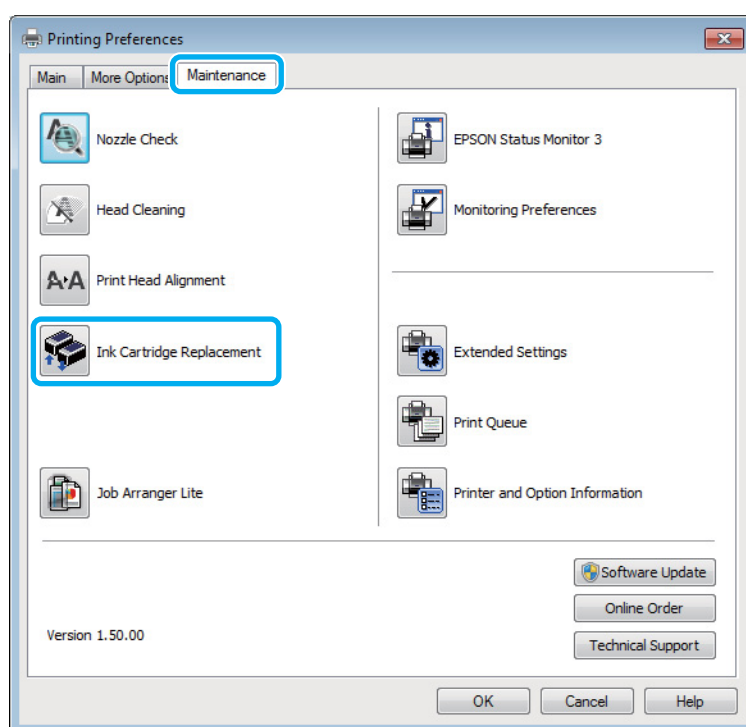 Printing Preferences
Main
More Options
Maintenance
Nozzle Check
Head Cleaning
A A Print Head Alignment
Ink Cartridge Replacement
Job Arranger Lite
EPSON Status Monitor 3
Monitoring Preferences
Extended Settings
Print Queue
Printer and Option Information
Software Update
Online Order
Version 1.50.00
Technical Support
OK
Cancel
Help